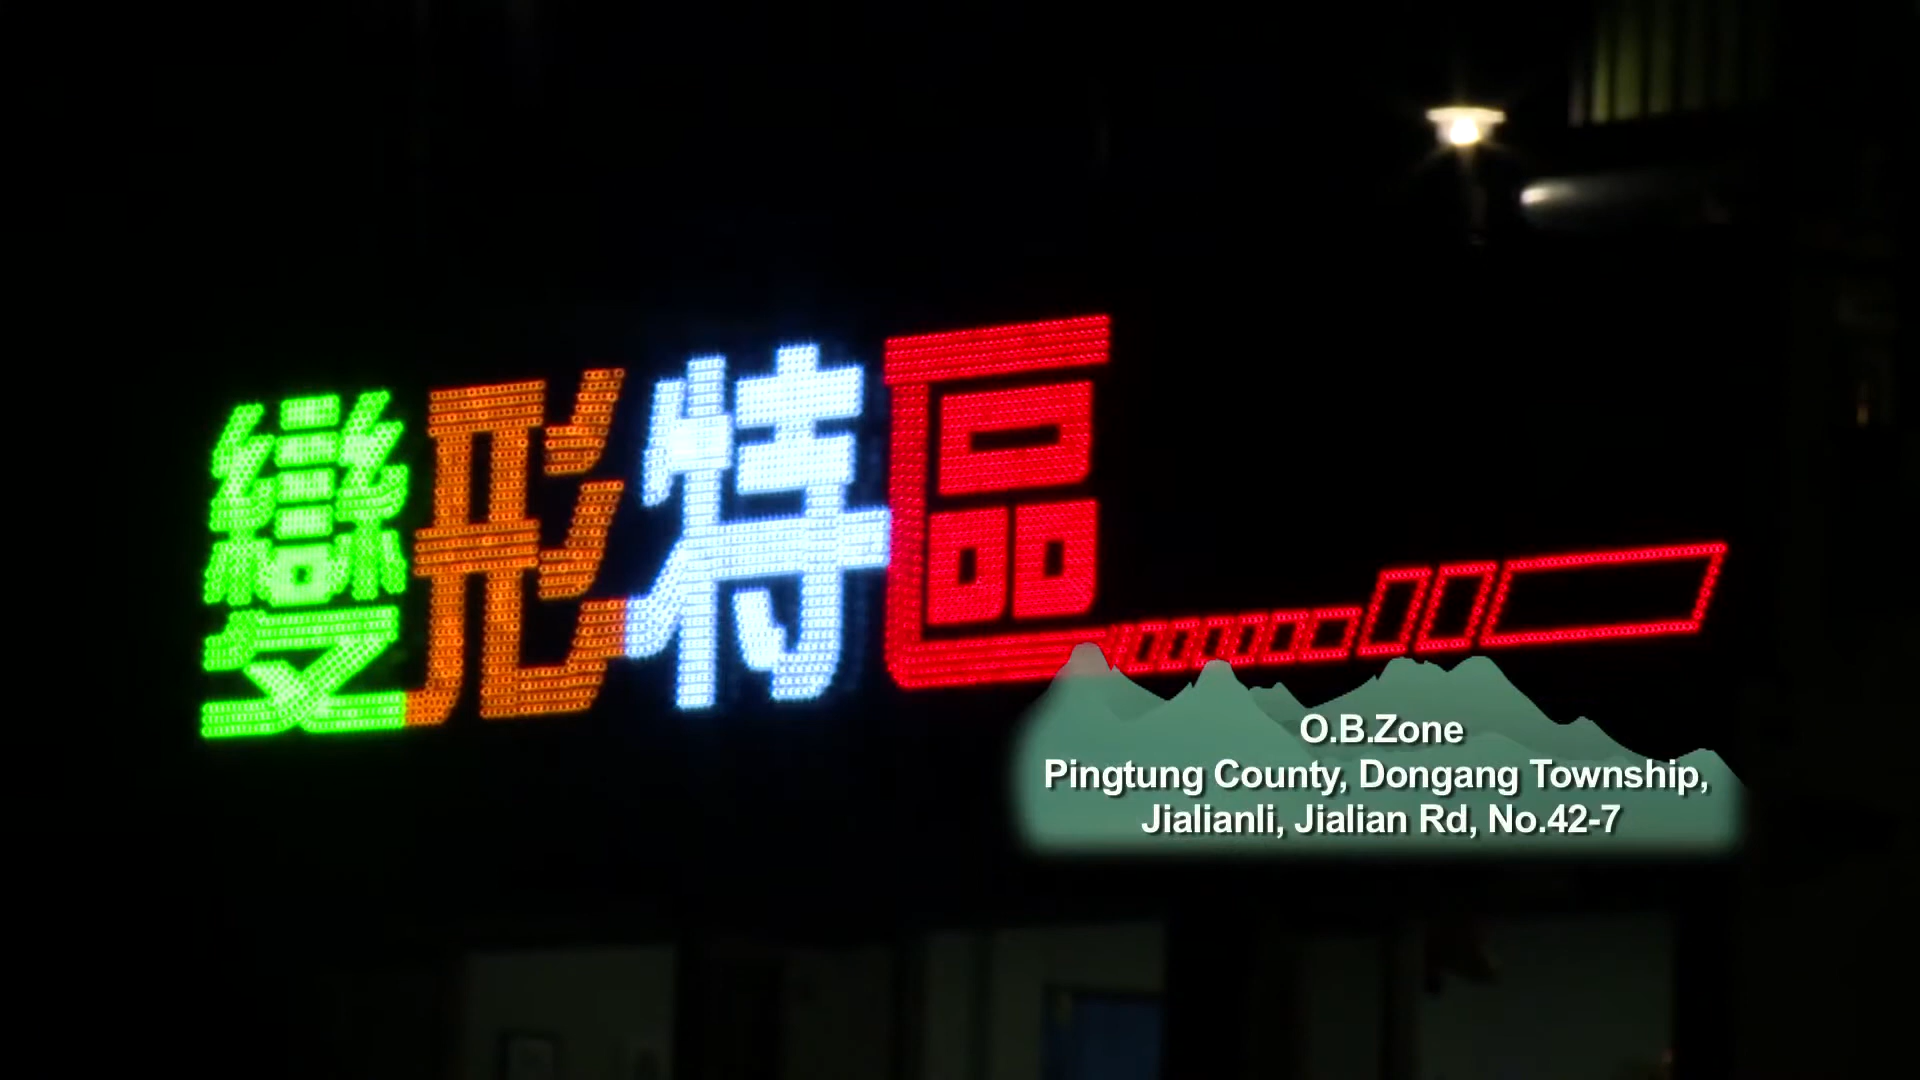 變形特區
O.B.Zone
Pingtung County, Dongang Township,
Jialianli, Jialian Rd, No.42-7